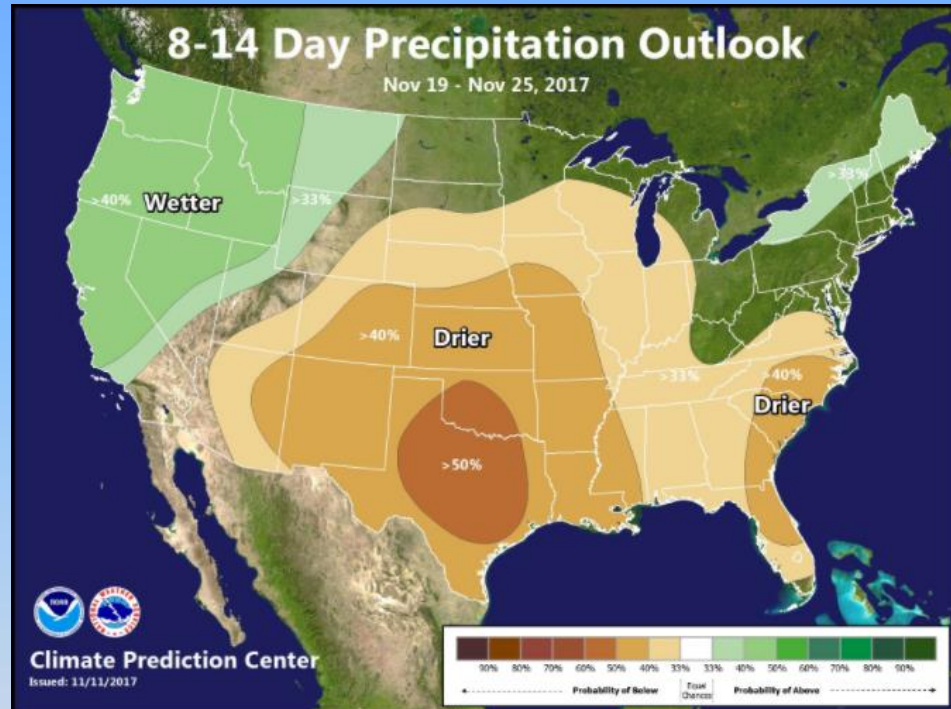 8-14 Day Precipitation Outlook
Nov 19 - Nov 25, 2017
>40%
Wetter
>33%
>33%
>40%
Drier
>33%
>40%
Drier
>50%
NOAA
Climate Prediction Center
Issued: 11/11/2017
90% 80% 70% 60% 50% 40% 33% 33% 40% 50% 60% 70% 80% 90%
Probability of Below
Equal
Chances
Probability of Above